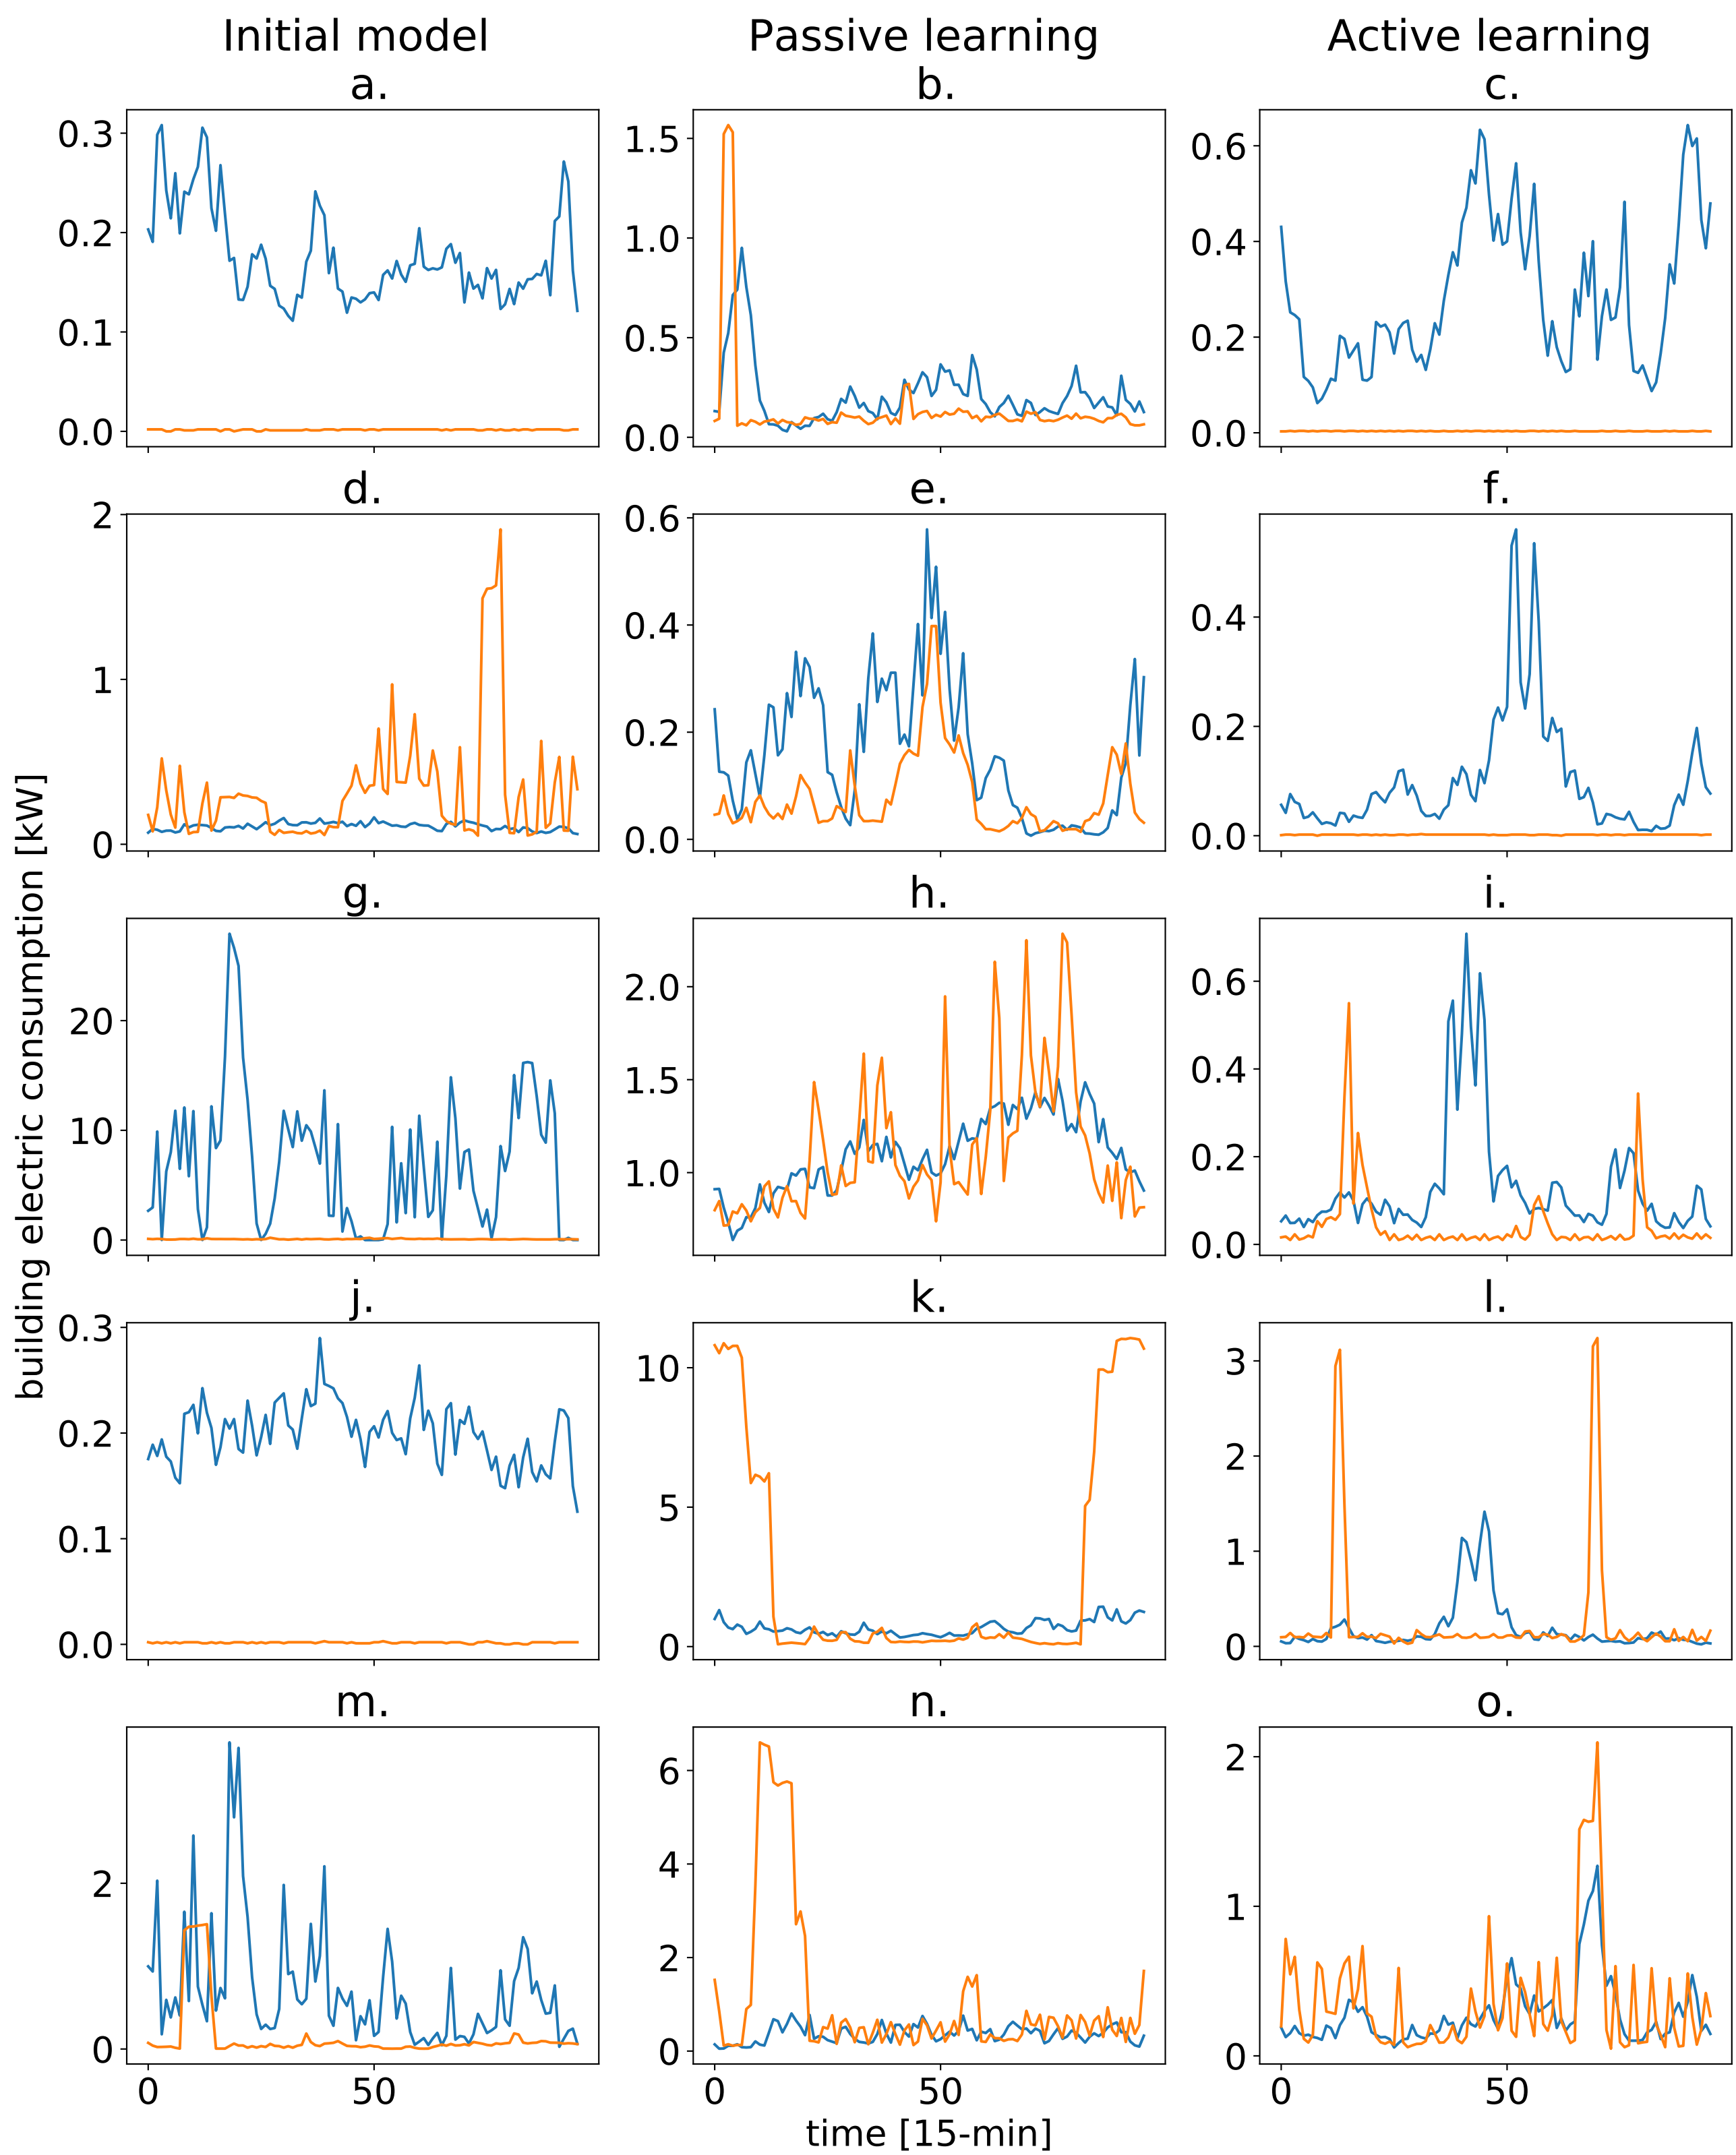 Initial model
Passive learning
Active learning
a.
b.
c.
0.3
0.2
0.1
0.0
1.5
1.0
0.5
0.0
0.6
0.4
0.2
0.0
d.
e.
f.
2
1
0
0.6
0.4
0.2
0.0
0.4
0.2
0.0
building electric consumption [kW]
g.
h.
i.
20
10
0
2.0
1.5
1.0
0.6
0.4
0.2
0.0
j.
k.
l.
0.3
0.2
0.1
0.0
10
5
0
3
2
1
0
m.
n.
o.
2
0
6
4
2
0
2
1
0
0 50
0 50
0 50
time [15-min]